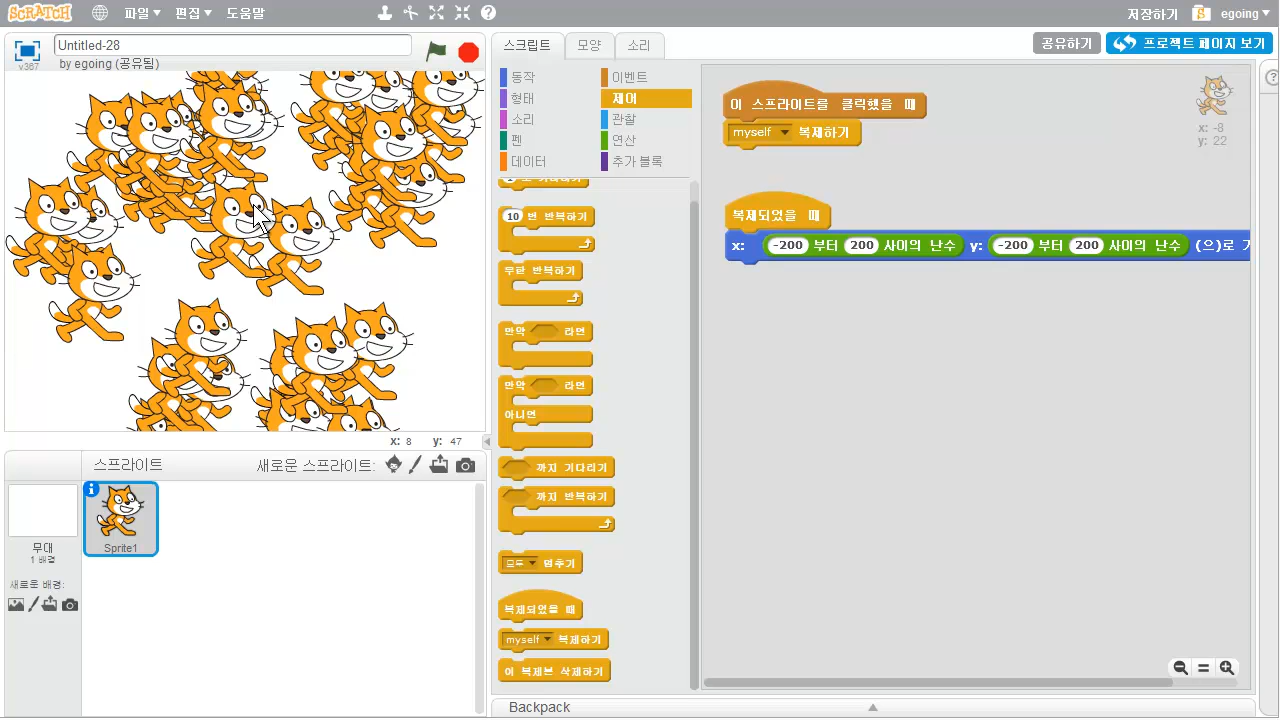 SCRATCH 파일▼ 편집▼ 도움말 저장하기 S egoing▼
v387 Untitled-28
by egoing (공유됨)
스크립트 모양 소리 공유하기 프로젝트 페이지 보기
동작 이벤트
형태 제어
소리 관찰
펜 연산
데이터 추가 블록
10 번 반복하기
무한 반복하기
만약 라면
만약 라면
아니면
까지 기다리기
까지 반복하기
모두 멈추기
복제되었을 때
myself 복제하기
이 복제본 삭제하기
이 스프라이트를 클릭했을 때
myself 복제하기
복제되었을 때
x: -200 부터 200 사이의 난수 y: -200 부터 200 사이의 난수 (으)로
x: -8
y: 22
x: 8 y: 47
스프라이트 새로운 스프라이트:
Sprite1
무대
1 배경
새로운 배경:
Backpack